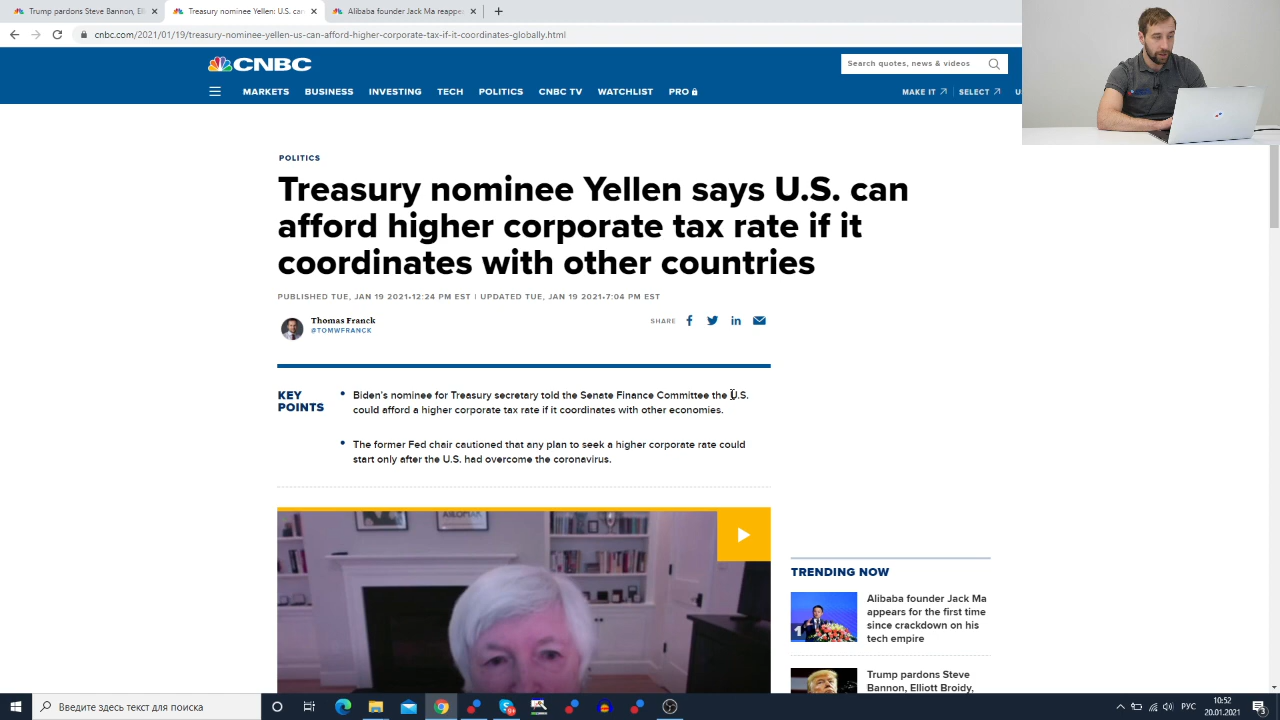 Trump pardons Steve Bannon, El
Treasury nominee Yellen: U.S. can
Alibaba founder Jack Ma reappe
cnbc.com/2021/01/19/treasury-nominee-yellen-us-can-afford-higher-corporate-tax-if-it-coordinates-globally.html
CNBC
Search quotes, news & videos
MARKETS BUSINESS INVESTING TECH POLITICS CNBC TV WATCHLIST PRO
MAKE IT SELECT U
POLITICS
Treasury nominee Yellen says U.S. can
afford higher corporate tax rate if it
coordinates with other countries
PUBLISHED TUE, JAN 19 2021•12:24 PM EST | UPDATED TUE, JAN 19 2021•7:04 PM EST
Thomas Franck
@TOMWFRANCK
SHARE
KEY
POINTS
Biden's nominee for Treasury secretary told the Senate Finance Committee the U.S.
could afford a higher corporate tax rate if it coordinates with other economies.
The former Fed chair cautioned that any plan to seek a higher corporate rate could
start only after the U.S. had overcome the coronavirus.
TRENDING NOW
1
Alibaba founder Jack Ma
appears for the first time
since crackdown on his
tech empire
Trump pardons Steve
Bannon, Elliott Broidy,
Введите здесь текст для поиска
РУС
10:52
20.01.2021